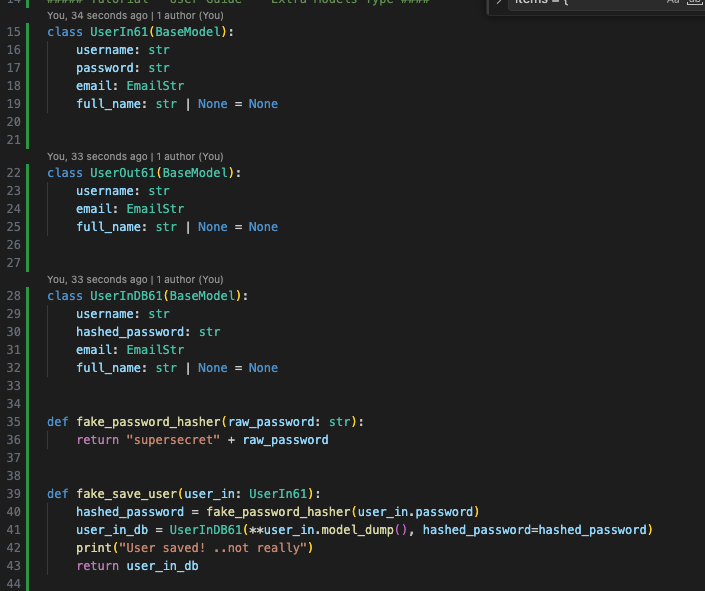 14 ##### Tutorial - User Guide - Extra Models Type ####
items = {
Aa ab
You, 34 seconds ago | 1 author (You)
15 class UserIn61(BaseModel):
16     username: str
17     password: str
18     email: EmailStr
19     full_name: str | None = None
20
21
You, 33 seconds ago | 1 author (You)
22 class UserOut61(BaseModel):
23     username: str
24     email: EmailStr
25     full_name: str | None = None
26
27
You, 33 seconds ago | 1 author (You)
28 class UserInDB61(BaseModel):
29     username: str
30     hashed_password: str
31     email: EmailStr
32     full_name: str | None = None
33
34
35 def fake_password_hasher(raw_password: str):
36     return "supersecret" + raw_password
37
38
39 def fake_save_user(user_in: UserIn61):
40     hashed_password = fake_password_hasher(user_in.password)
41     user_in_db = UserInDB61(**user_in.model_dump(), hashed_password=hashed_password)
42     print("User saved! ..not really")
43     return user_in_db
44